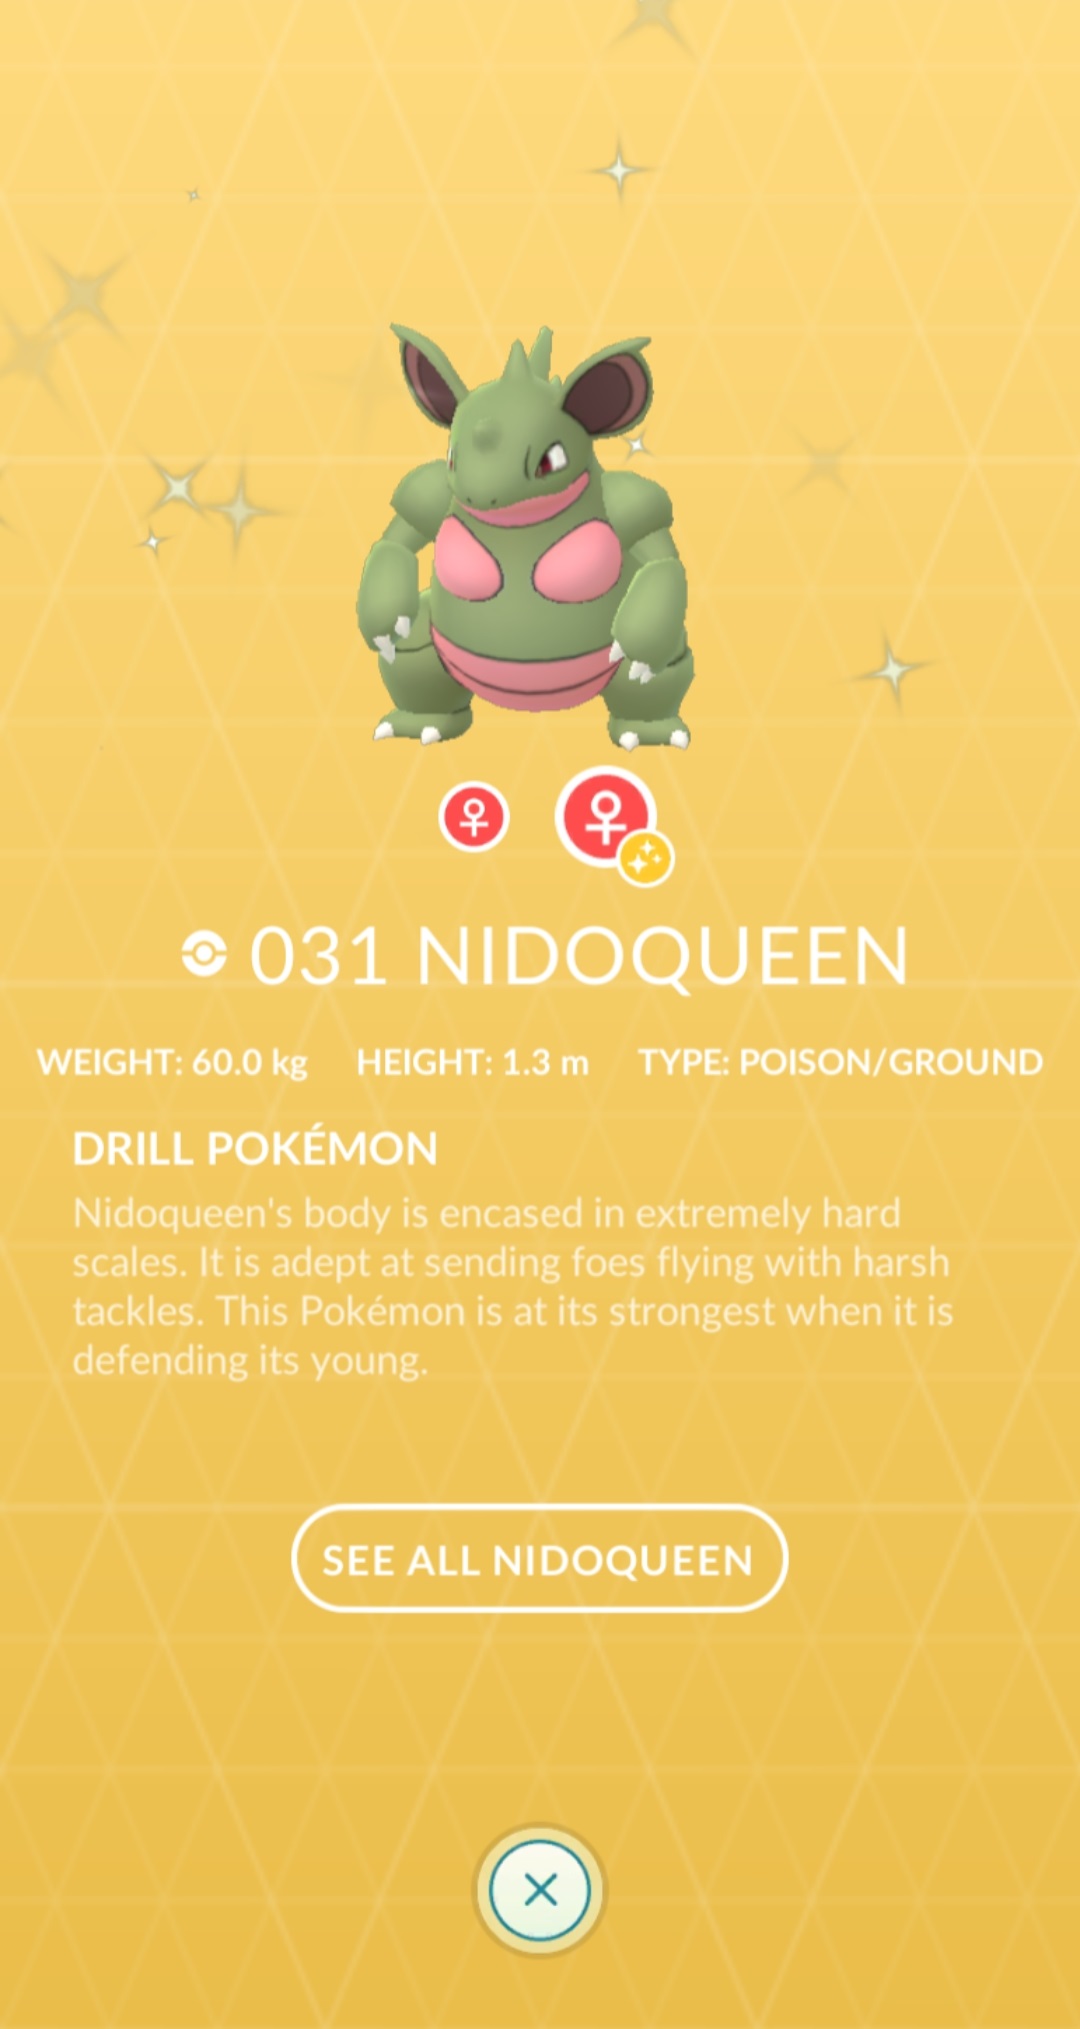 031 NIDOQUEEN
WEIGHT: 60.0 kg HEIGHT: 1.3 m TYPE: POISON/GROUND
DRILL POKÉMON
Nidoqueen's body is encased in extremely hard
scales. It is adept at sending foes flying with harsh
tackles. This Pokémon is at its strongest when it is
defending its young.
SEE ALL NIDOQUEEN